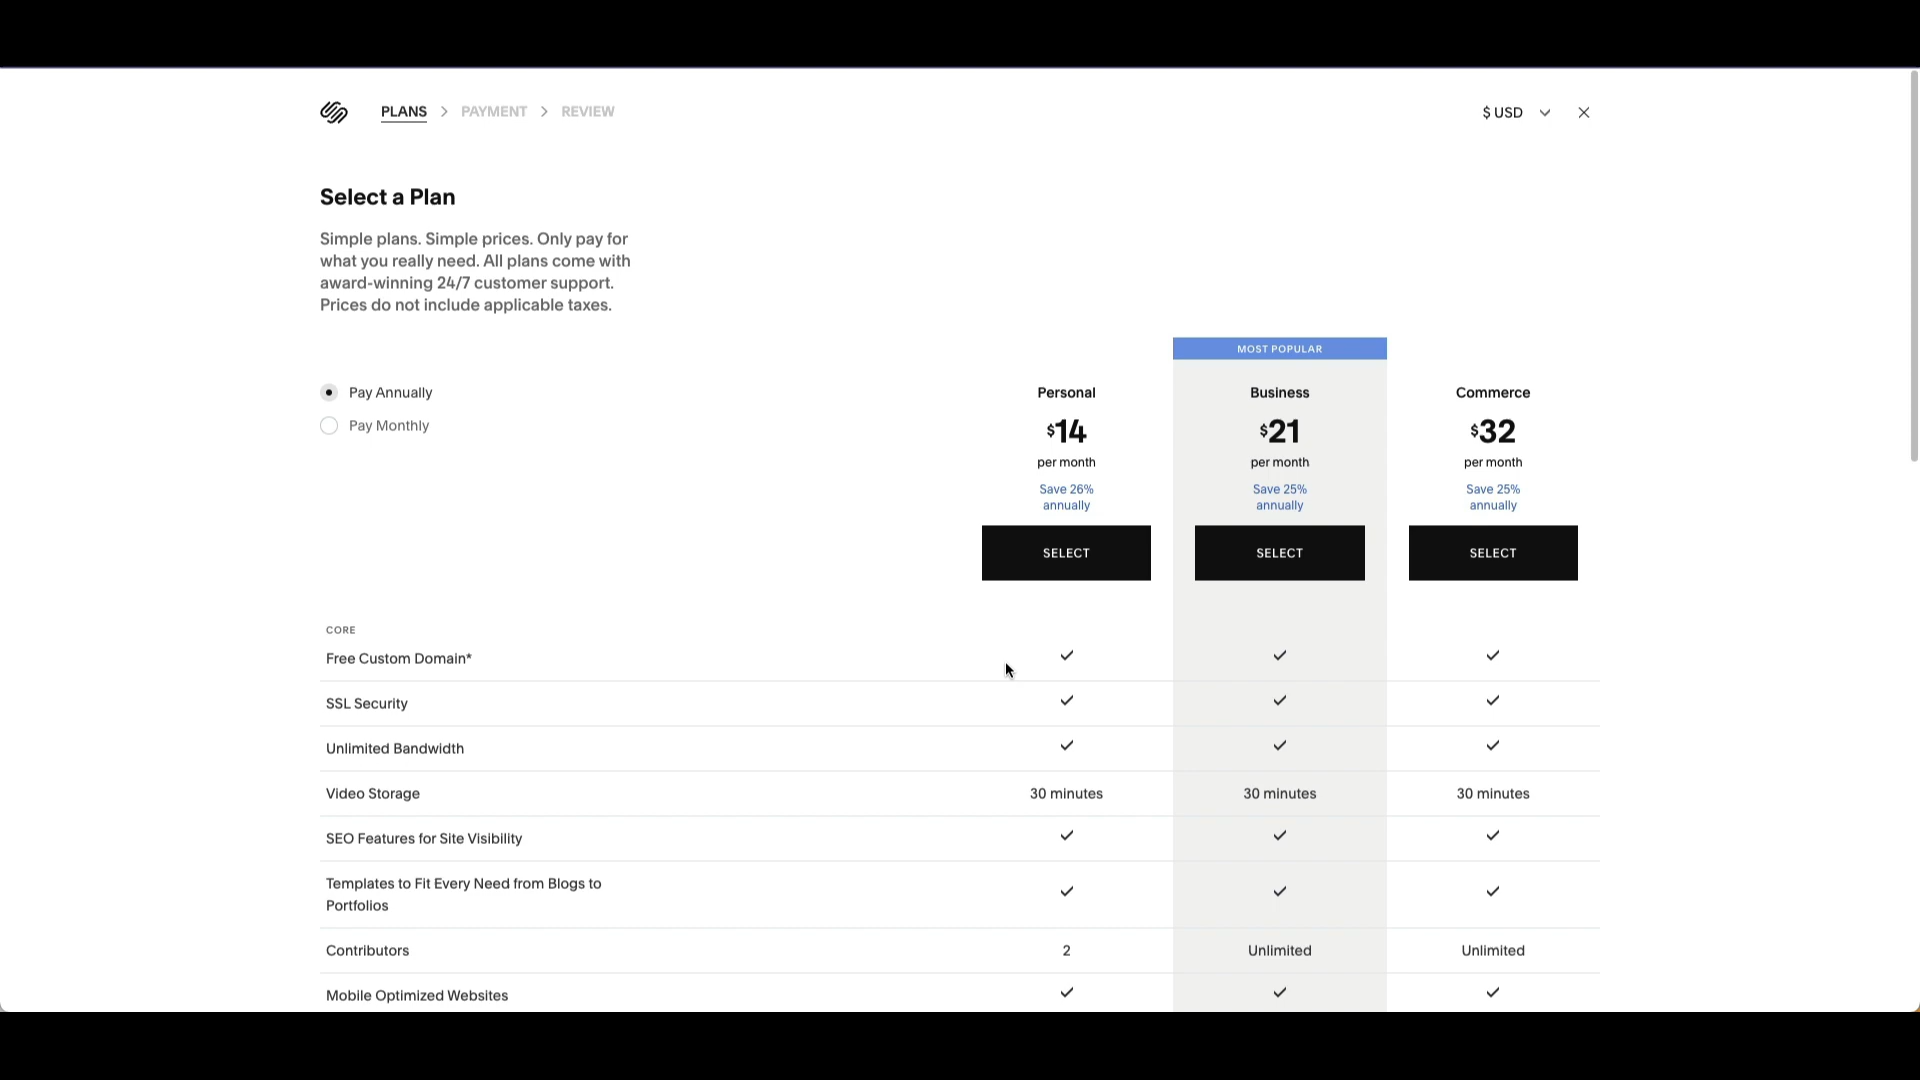 PLANS > PAYMENT > REVIEW
$ USD
Select a Plan
Simple plans. Simple prices. Only pay for
what you really need. All plans come with
award-winning 24/7 customer support.
Prices do not include applicable taxes.
MOST POPULAR
Pay Annually
Pay Monthly
Personal Business Commerce
$14 $21 $32
per month per month per month
Save 26% Save 25% Save 25%
annually annually annually
SELECT SELECT SELECT
CORE
Free Custom Domain*
SSL Security
Unlimited Bandwidth
Video Storage 30 minutes 30 minutes 30 minutes
SEO Features for Site Visibility
Templates to Fit Every Need from Blogs to
Portfolios
Contributors 2 Unlimited Unlimited
Mobile Optimized Websites